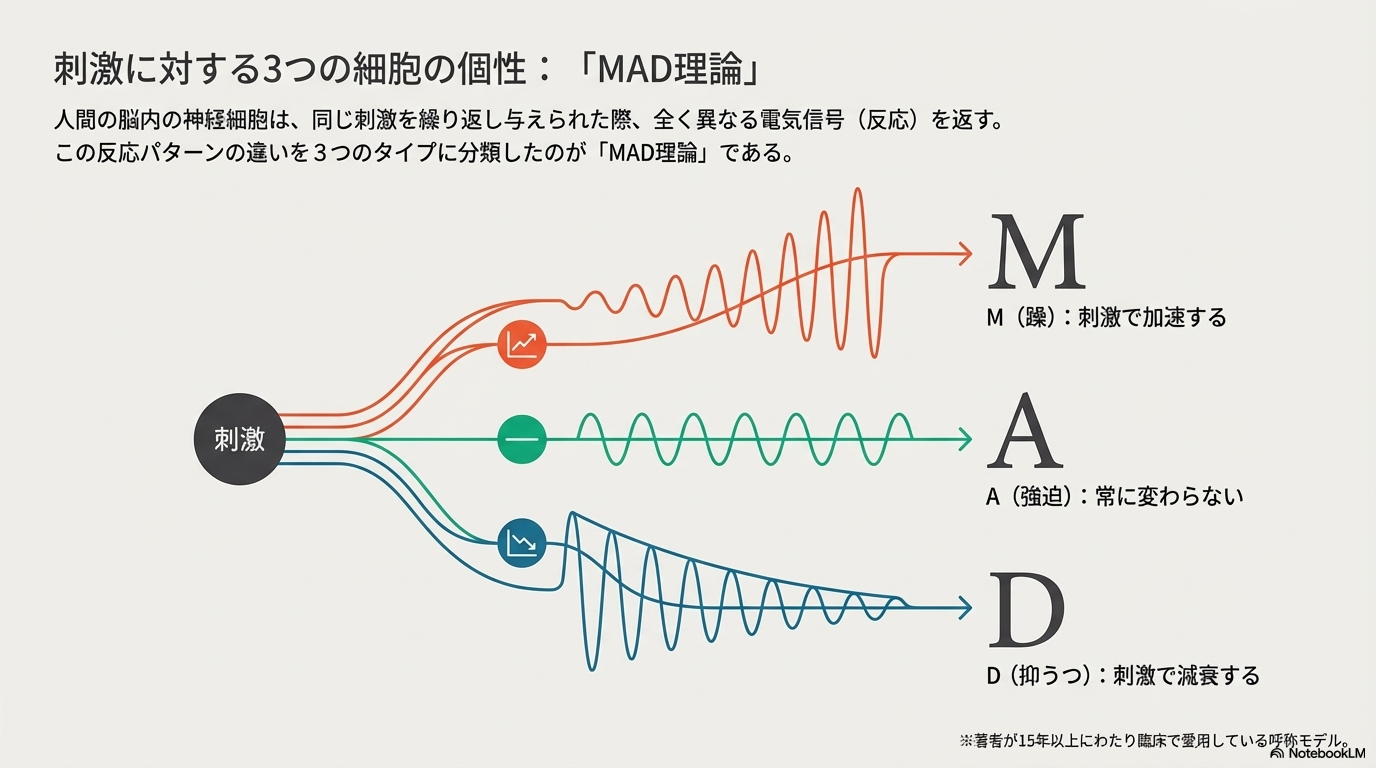 刺激に対する3つの細胞の個性：「MAD理論」
人間の脳内の神経細胞は、同じ刺激を繰り返し与えられた際、全く異なる電気信号（反応）を返す。
この反応パターンの違いを３つのタイプに分類したのが「MAD理論」である。
刺激
M
M（躁）：刺激で加速する
A
A（強迫）：常に変わらない
D
D（抑うつ）：刺激で減衰する
※著者が15年以上にわたり臨床で愛用している呼称モデル。
NotebookLM